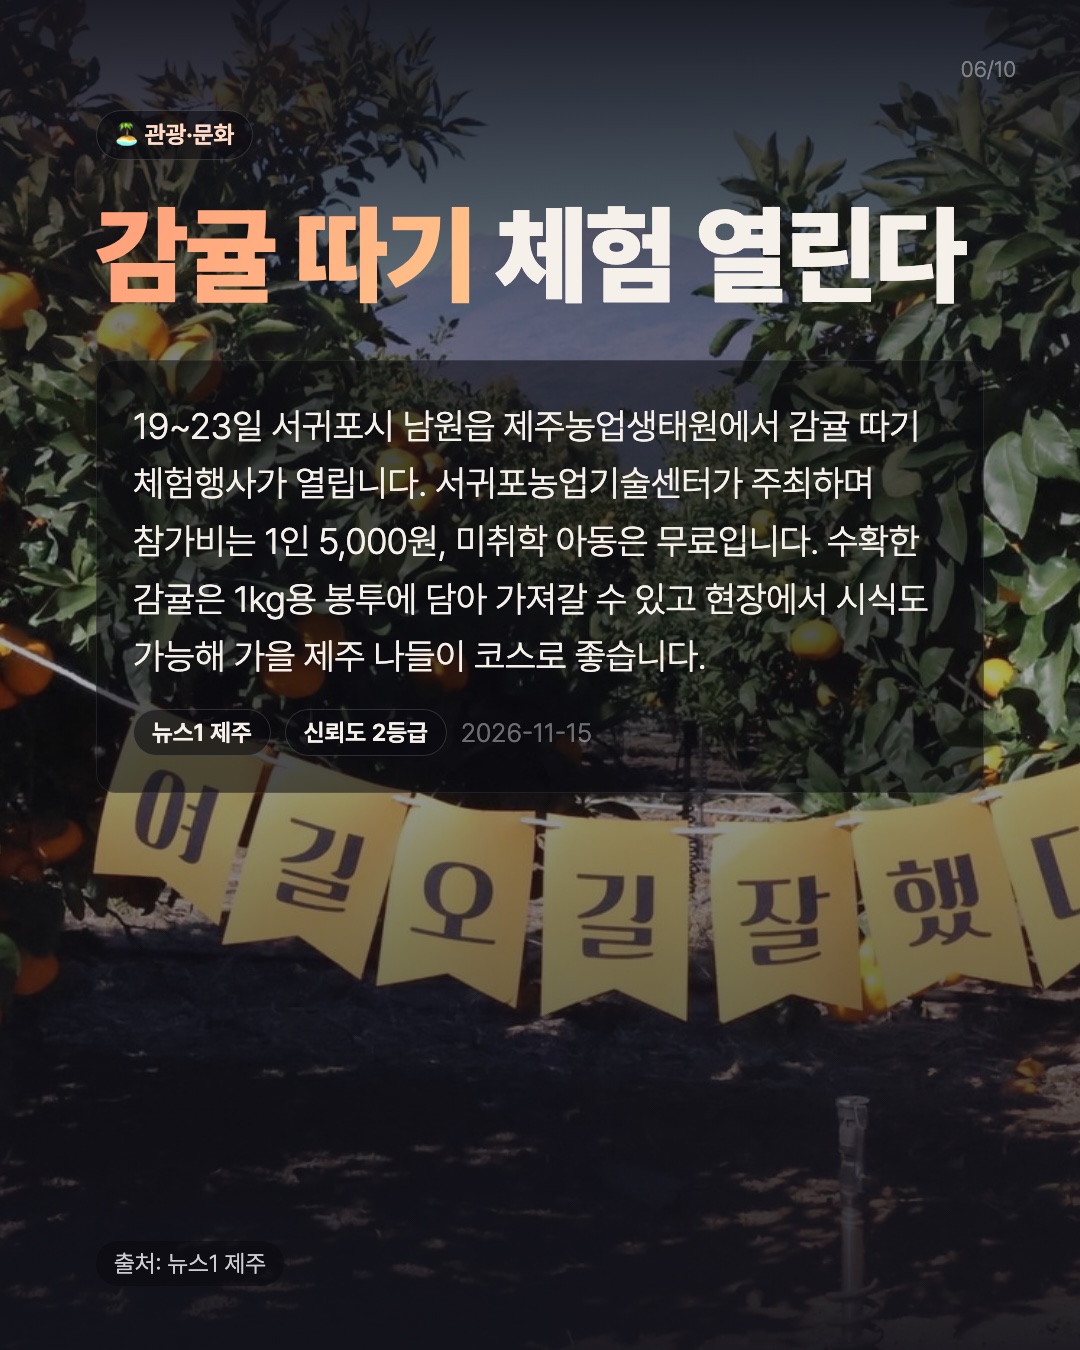 06/10
관광·문화
감귤 따기 체험 열린다
19~23일 서귀포시 남원읍 제주농업생태원에서 감귤 따기
체험행사가 열립니다. 서귀포농업기술센터가 주최하며
참가비는 1인 5,000원, 미취학 아동은 무료입니다. 수확한
감귤은 1kg용 봉투에 담아 가져갈 수 있고 현장에서 시식도
가능해 가을 제주 나들이 코스로 좋습니다.
뉴스1 제주 신뢰도 2등급 2026-11-15
여길오길잘했
출처: 뉴스1 제주